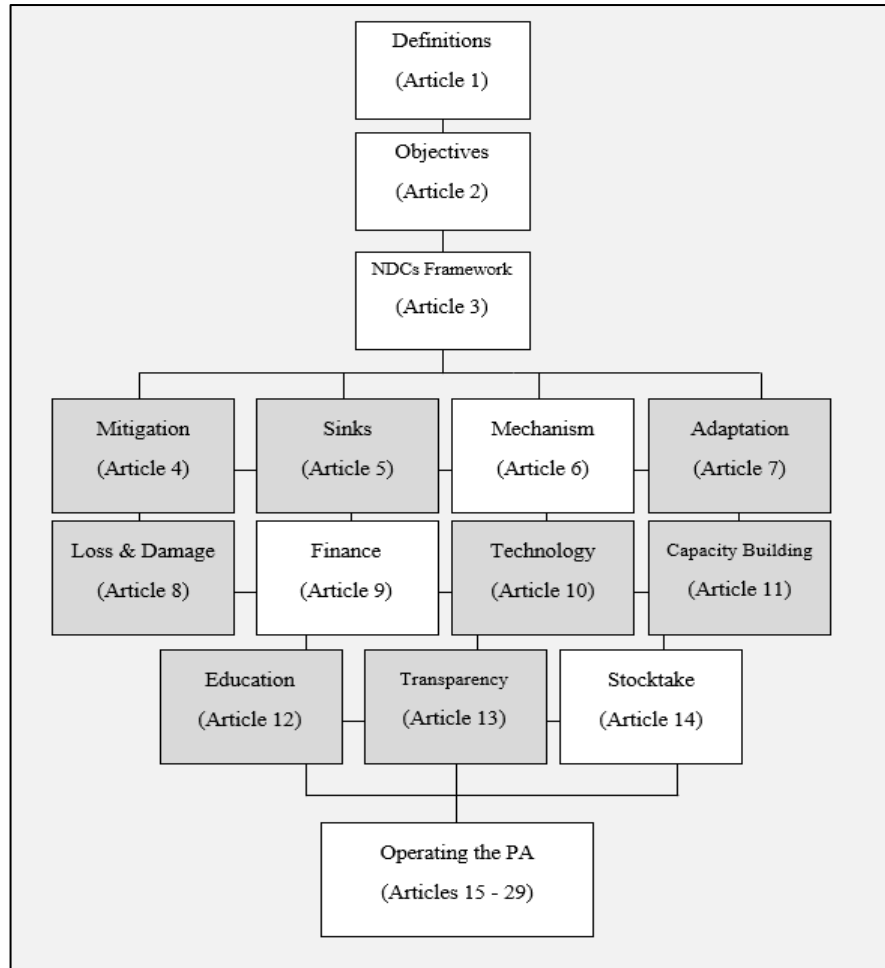 Definitions
(Article 1)
Objectives
(Article 2)
NDCs Framework
(Article 3)
Mitigation
(Article 4)
Sinks
(Article 5)
Mechanism
(Article 6)
Adaptation
(Article 7)
Loss & Damage
(Article 8)
Finance
(Article 9)
Technology
(Article 10)
Capacity Building
(Article 11)
Education
(Article 12)
Transparency
(Article 13)
Stocktake
(Article 14)
Operating the PA
(Articles 15 - 29)